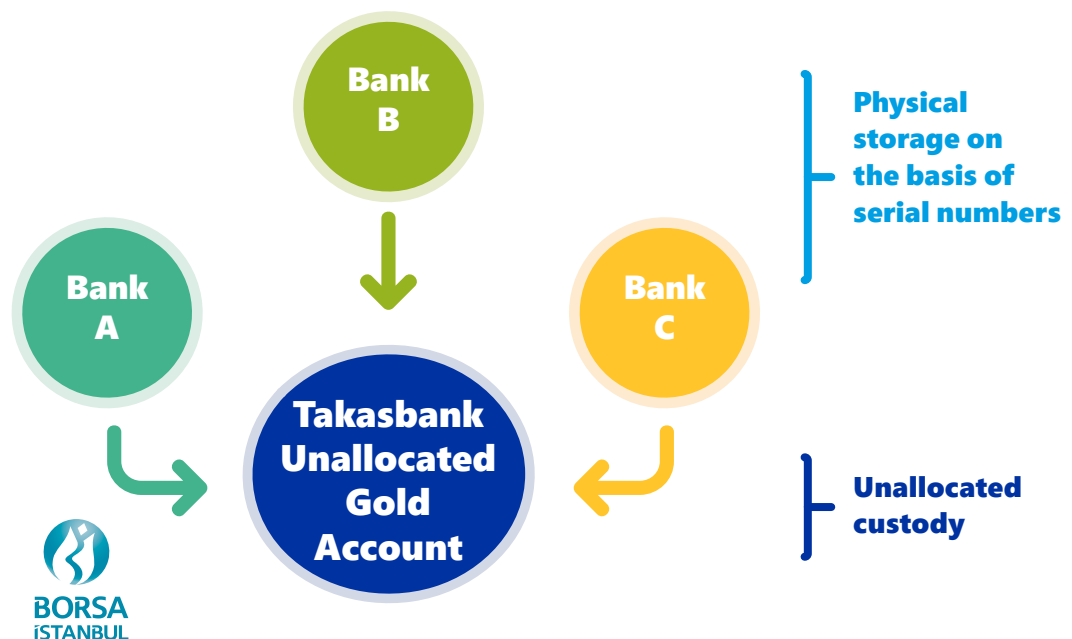 Bank
B
Physical
storage on
the basis of
serial numbers
Bank
A
Bank
C
Takasbank
Unallocated
Gold
Account
Unallocated
custody
BORSA
İSTANBUL